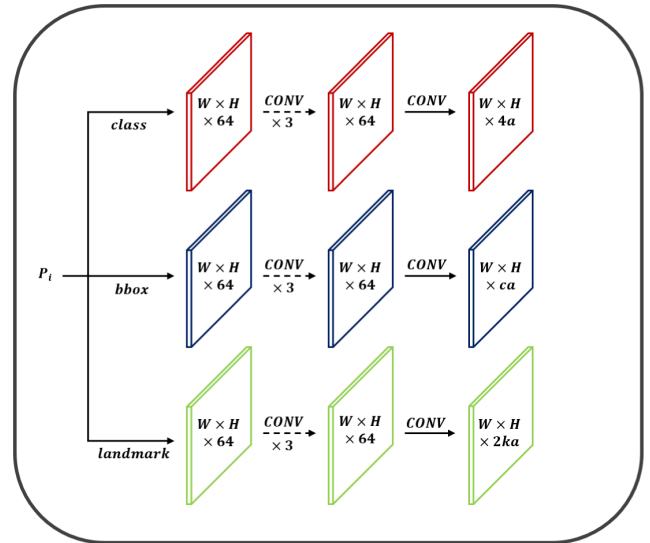 W × H
× 64
CONV
× 3
W × H
× 64
CONV
W × H
× 4a
class
W × H
× 64
CONV
× 3
W × H
× 64
CONV
W × H
× ca
P_i
bbox
W × H
× 64
CONV
× 3
W × H
× 64
CONV
W × H
× 2ka
landmark